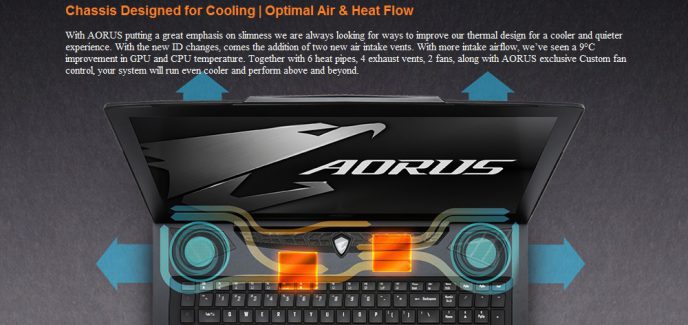 Chassis Designed for Cooling | Optimal Air & Heat Flow
With AORUS putting a great emphasis on slimness we are always looking for ways to improve our thermal design for a cooler and quieter
experience. With the new ID changes, comes the addition of two new air intake vents. With more intake airflow, we've seen a 9°C
improvement in GPU and CPU temperature. Together with 6 heat pipes, 4 exhaust vents, 2 fans, along with AORUS exclusive Custom fan
control, your system will run even cooler and perform above and beyond.
AORUS